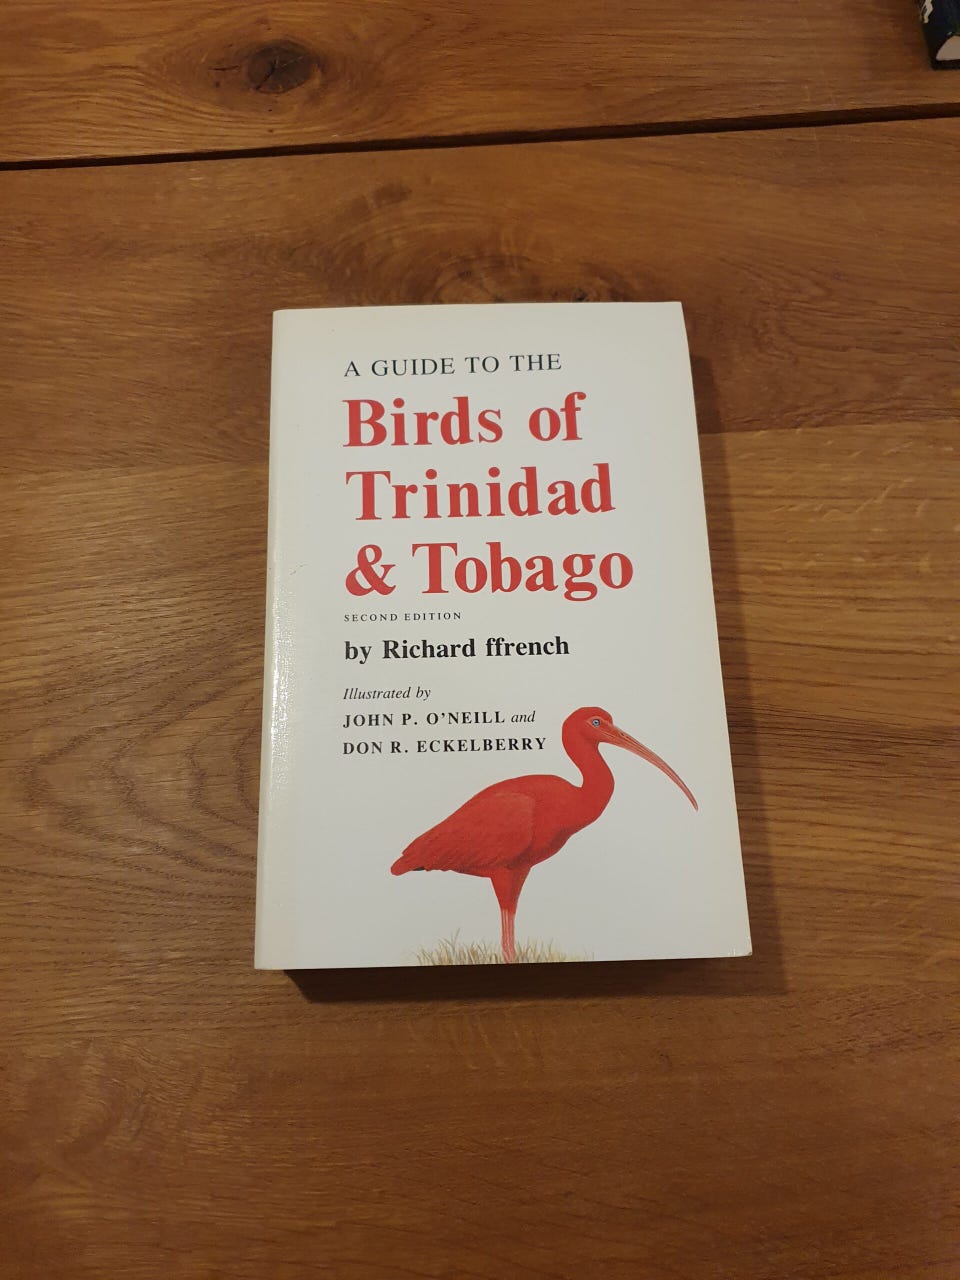 A GUIDE TO THE
Birds of
Trinidad
& Tobago
SECOND EDITION
by Richard ffrench
Illustrated by
JOHN P. O'NEILL and
DON R. ECKELBERRY